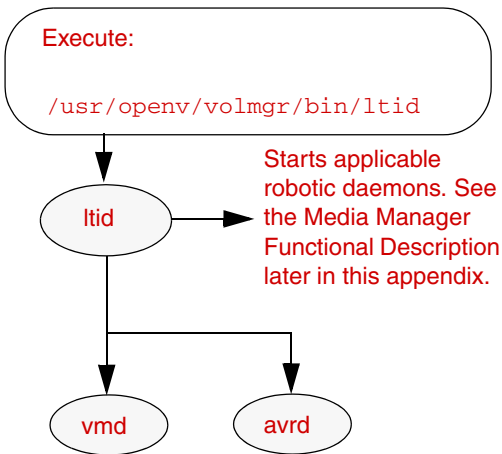 Execute:
/usr/openv/volmgr/bin/ltid
Starts applicable
robotic daemons. See
the Media Manager
Functional Description
later in this appendix.
ltid
vmd
avrd